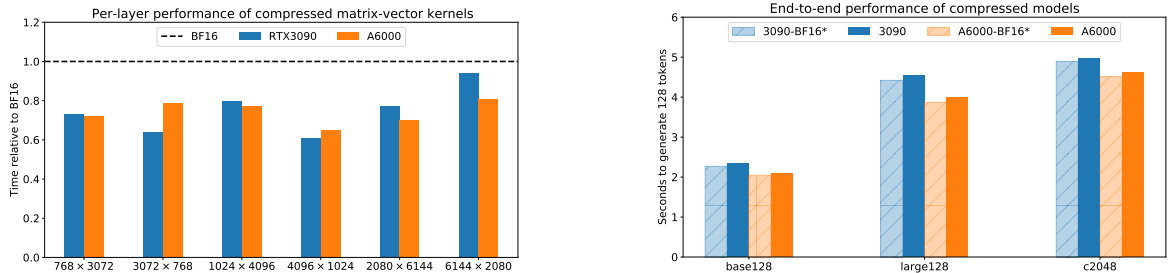 Per-layer performance of compressed matrix-vector kernels
BF16 RTX3090 A6000
Time relative to BF16
1.2
1.0
0.8
0.6
0.4
0.2
0.0
768 × 3072 3072 × 768 1024 × 4096 4096 × 1024 2080 × 6144 6144 × 2080
End-to-end performance of compressed models
3090-BF16* 3090 A6000-BF16* A6000
Seconds to generate 128 tokens
6
5
4
3
2
1
0
base128 large128 c2048